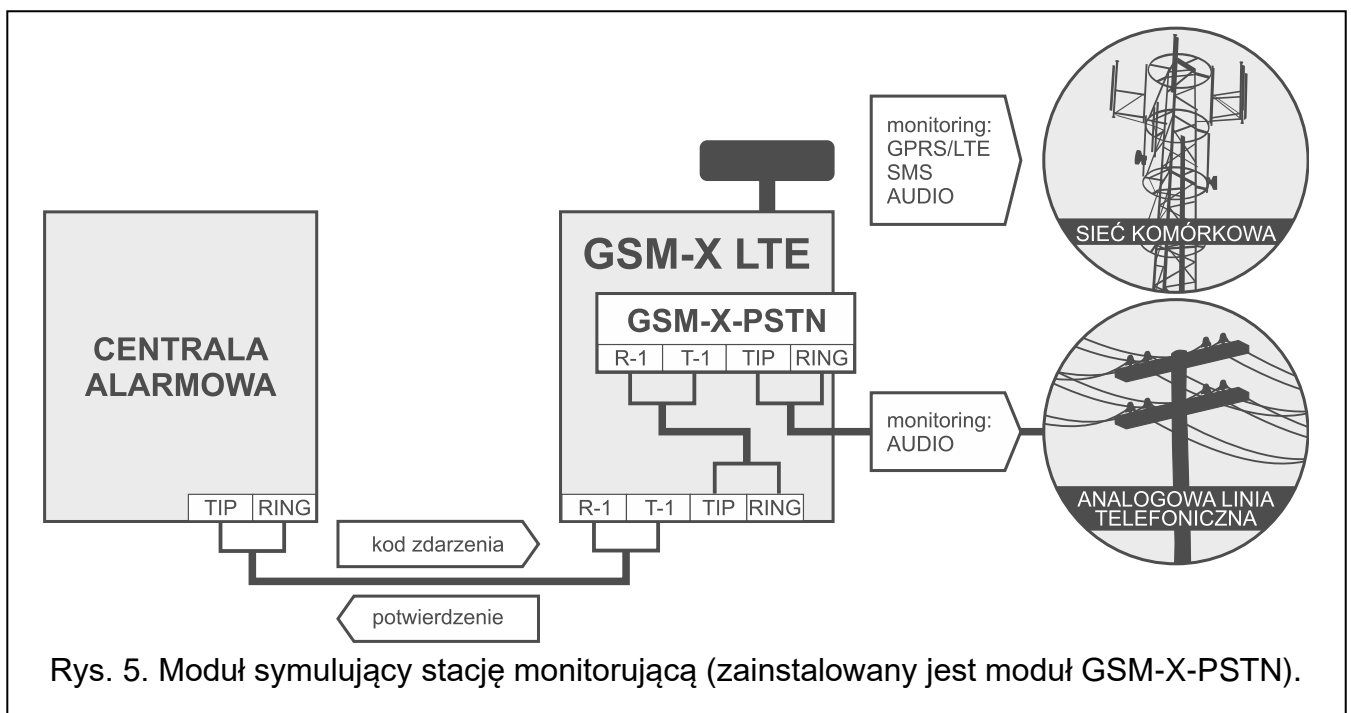 monitoring:
GPRS/LTE
SMS
AUDIO
SIEĆ KOMÓRKOWA
GSM-X LTE
GSM-X-PSTN
R-1 T-1 TIP RING
CENTRALA
ALARMOWA
monitoring:
AUDIO
ANALOGOWA LINIA
TELEFONICZNA
TIP RING
R-1 T-1 TIP RING
kod zdarzenia
potwierdzenie
Rys. 5. Moduł symulujący stację monitorującą (zainstalowany jest moduł GSM-X-PSTN).